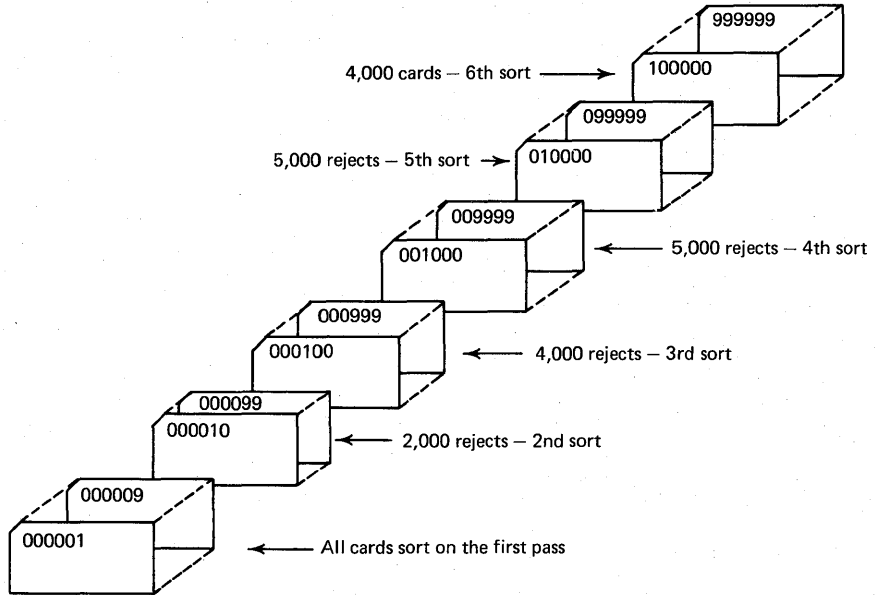 999999
4,000 cards – 6th sort
100000
099999
5,000 rejects – 5th sort
010000
009999
001000
5,000 rejects – 4th sort
000999
000100
4,000 rejects – 3rd sort
000099
000010
2,000 rejects – 2nd sort
000009
000001
All cards sort on the first pass